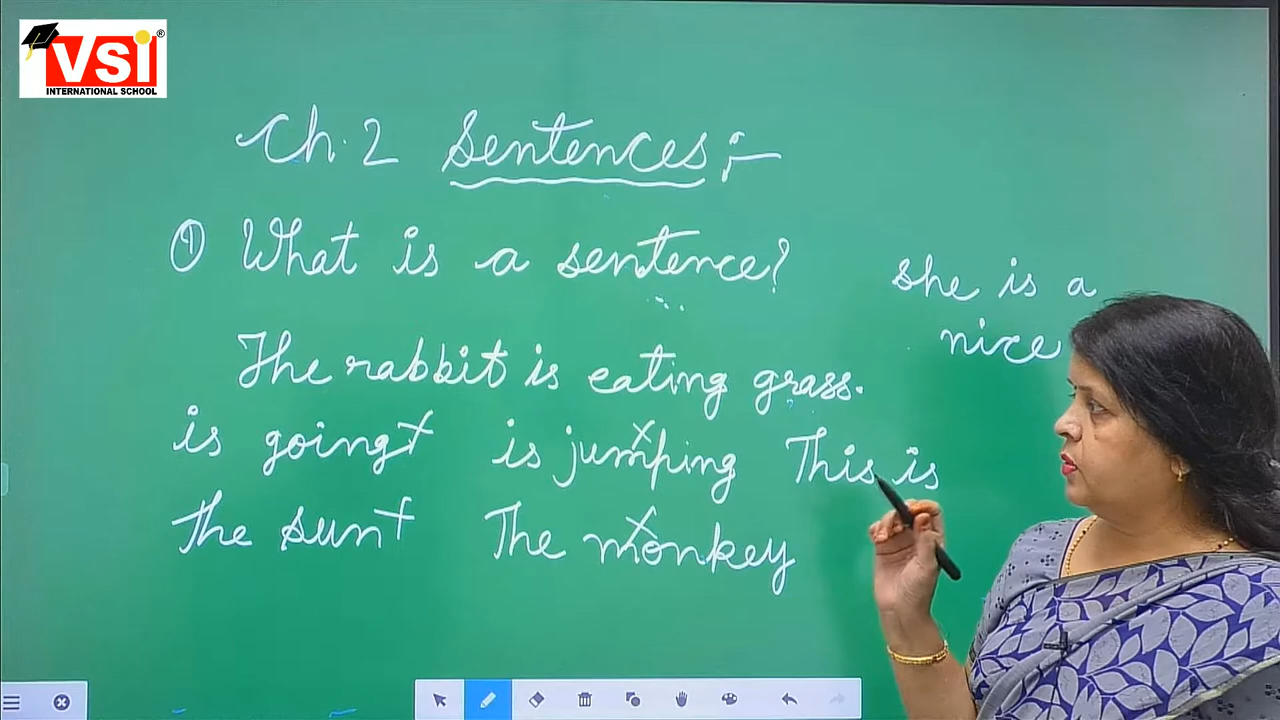 VSI®
INTERNATIONAL SCHOOL
Ch. 2 Sentences :-
① What is a sentence?
She is a
nice
The rabbit is eating grass.
is going x is jumping x This is
The sun x The monkey x